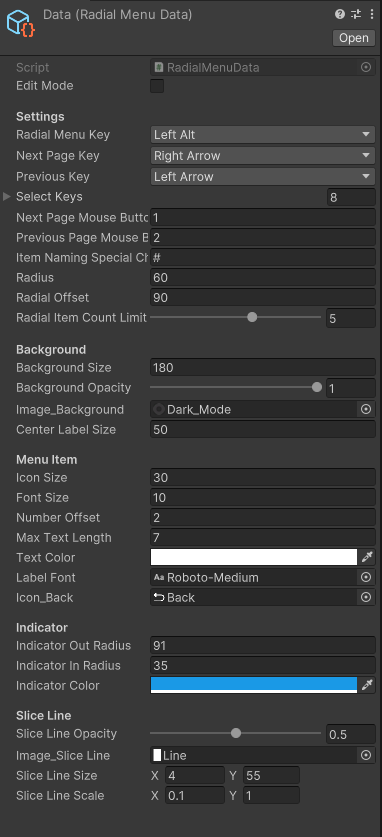 Data (Radial Menu Data)
Open
Script RadialMenuData
Edit Mode
Settings
Radial Menu Key Left Alt
Next Page Key Right Arrow
Previous Key Left Arrow
Select Keys 8
Next Page Mouse Butto 1
Previous Page Mouse B 2
Item Naming Special Ch #
Radius 60
Radial Offset 90
Radial Item Count Limit 5
Background
Background Size 180
Background Opacity 1
Image_Background Dark_Mode
Center Label Size 50
Menu Item
Icon Size 30
Font Size 10
Number Offset 2
Max Text Length 7
Text Color
Label Font Aa Roboto-Medium
Icon_Back Back
Indicator
Indicator Out Radius 91
Indicator In Radius 35
Indicator Color
Slice Line
Slice Line Opacity 0.5
Image_Slice Line Line
Slice Line Size X 4 Y 55
Slice Line Scale X 0.1 Y 1